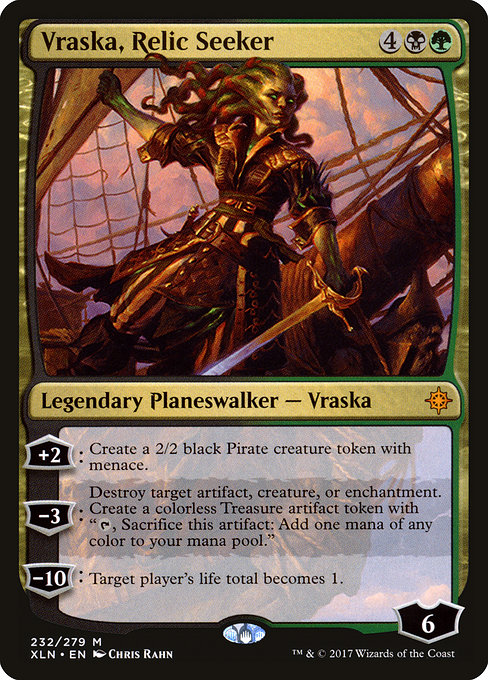 Vraska, Relic Seeker 4
Legendary Planeswalker — Vraska
+2: Create a 2/2 black Pirate creature token with
menace.
Destroy target artifact, creature, or enchantment.
−3: Create a colorless Treasure artifact token with
“, Sacrifice this artifact: Add one mana of any
color to your mana pool.”
−10: Target player's life total becomes 1.
6
232/279 M
XLN • EN Chris Rahn
™ & © 2017 Wizards of the Coast